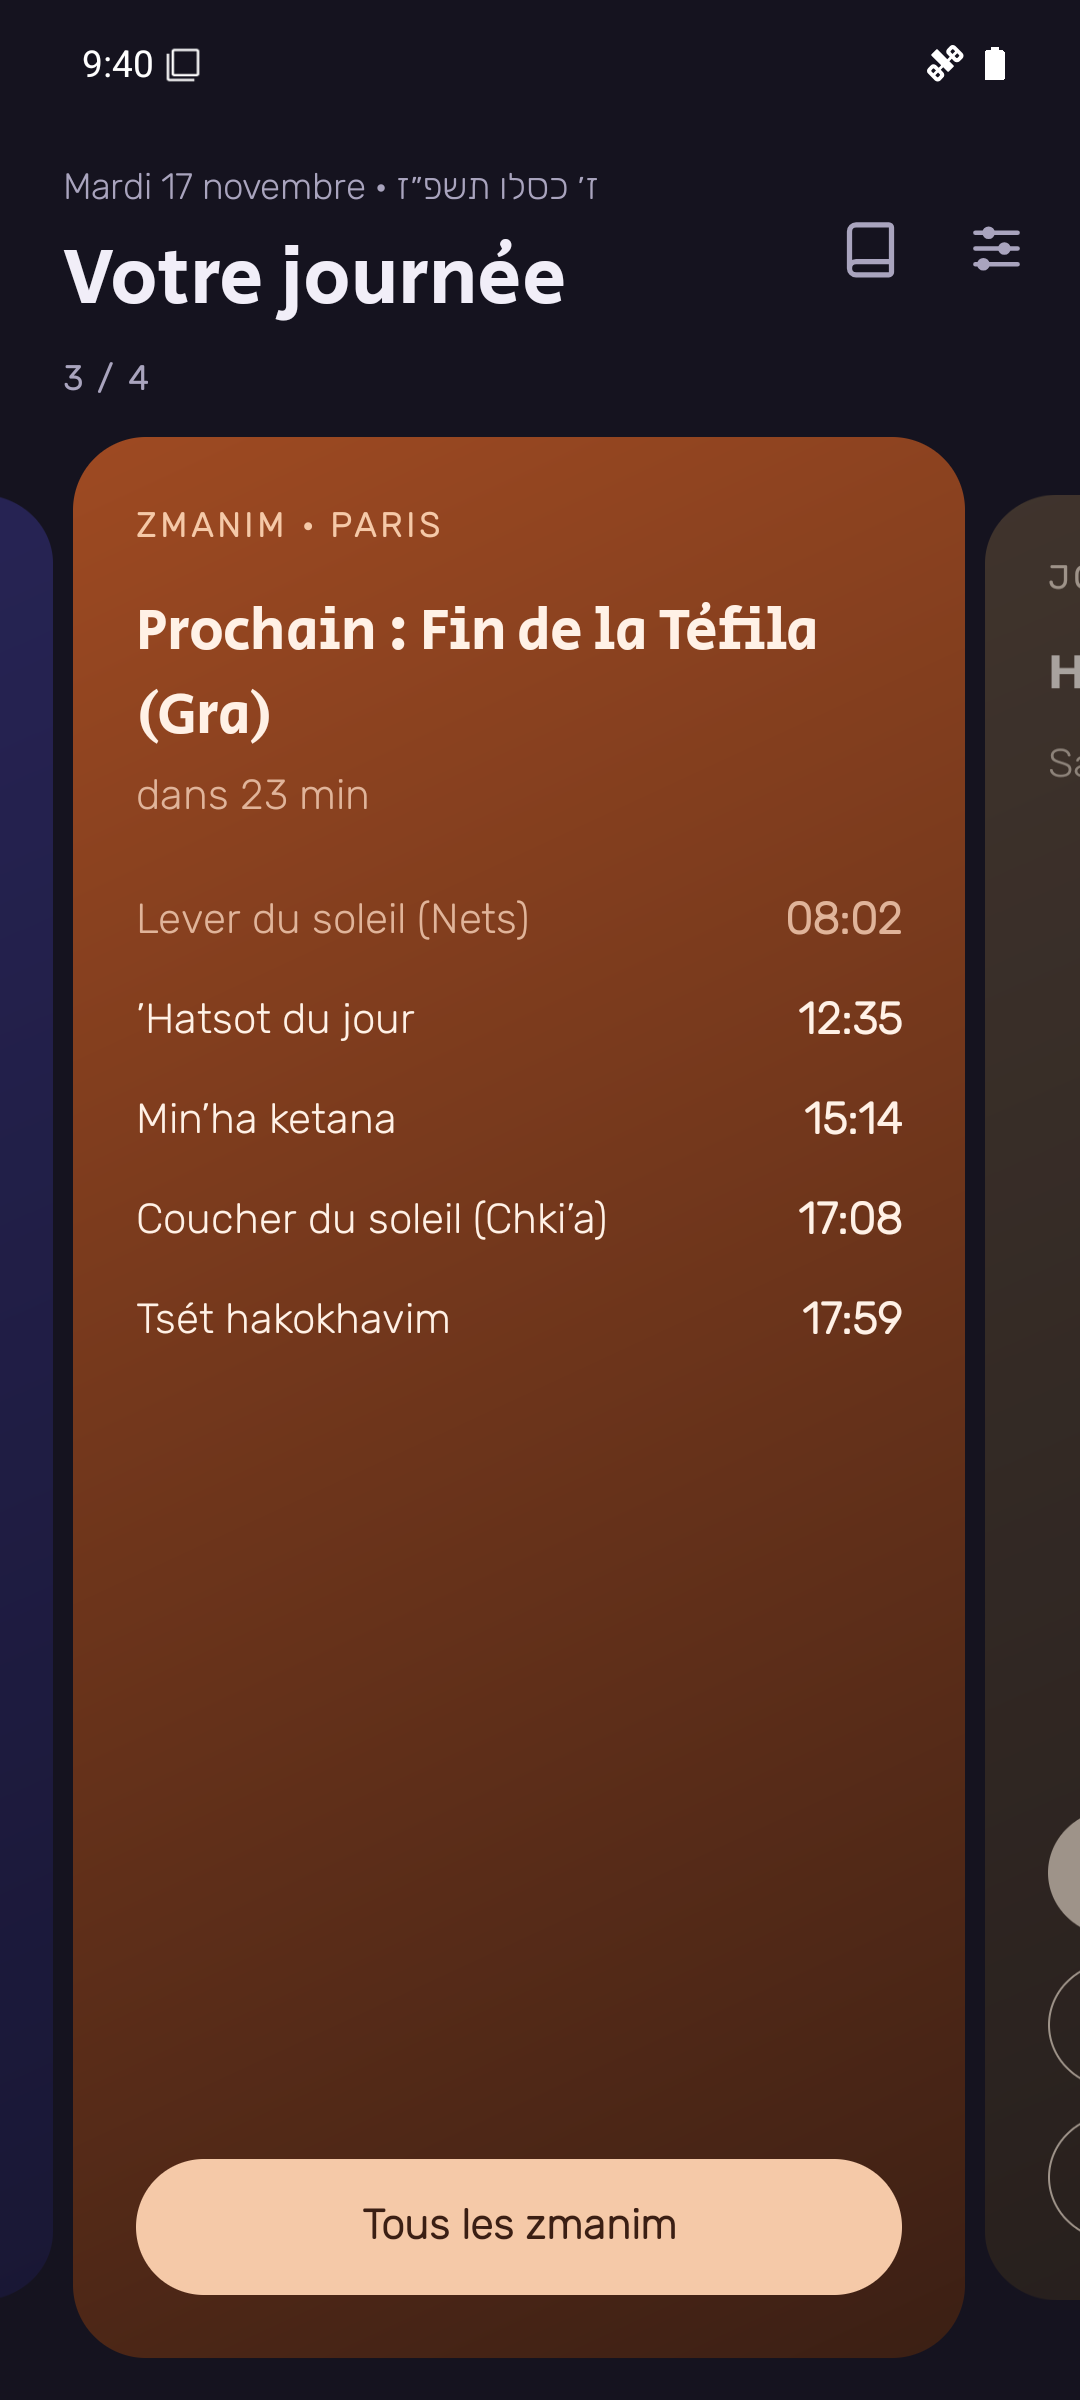 9:40
Mardi 17 novembre • ז׳ כסלו תשפ״ז
Votre journée
3 / 4
ZMANIM • PARIS
Prochain : Fin de la Téfila
(Gra)
dans 23 min
Lever du soleil (Nets) 08:02
’Hatsot du jour 12:35
Min’ha ketana 15:14
Coucher du soleil (Chki’a) 17:08
Tsét hakokhavim 17:59
Tous les zmanim